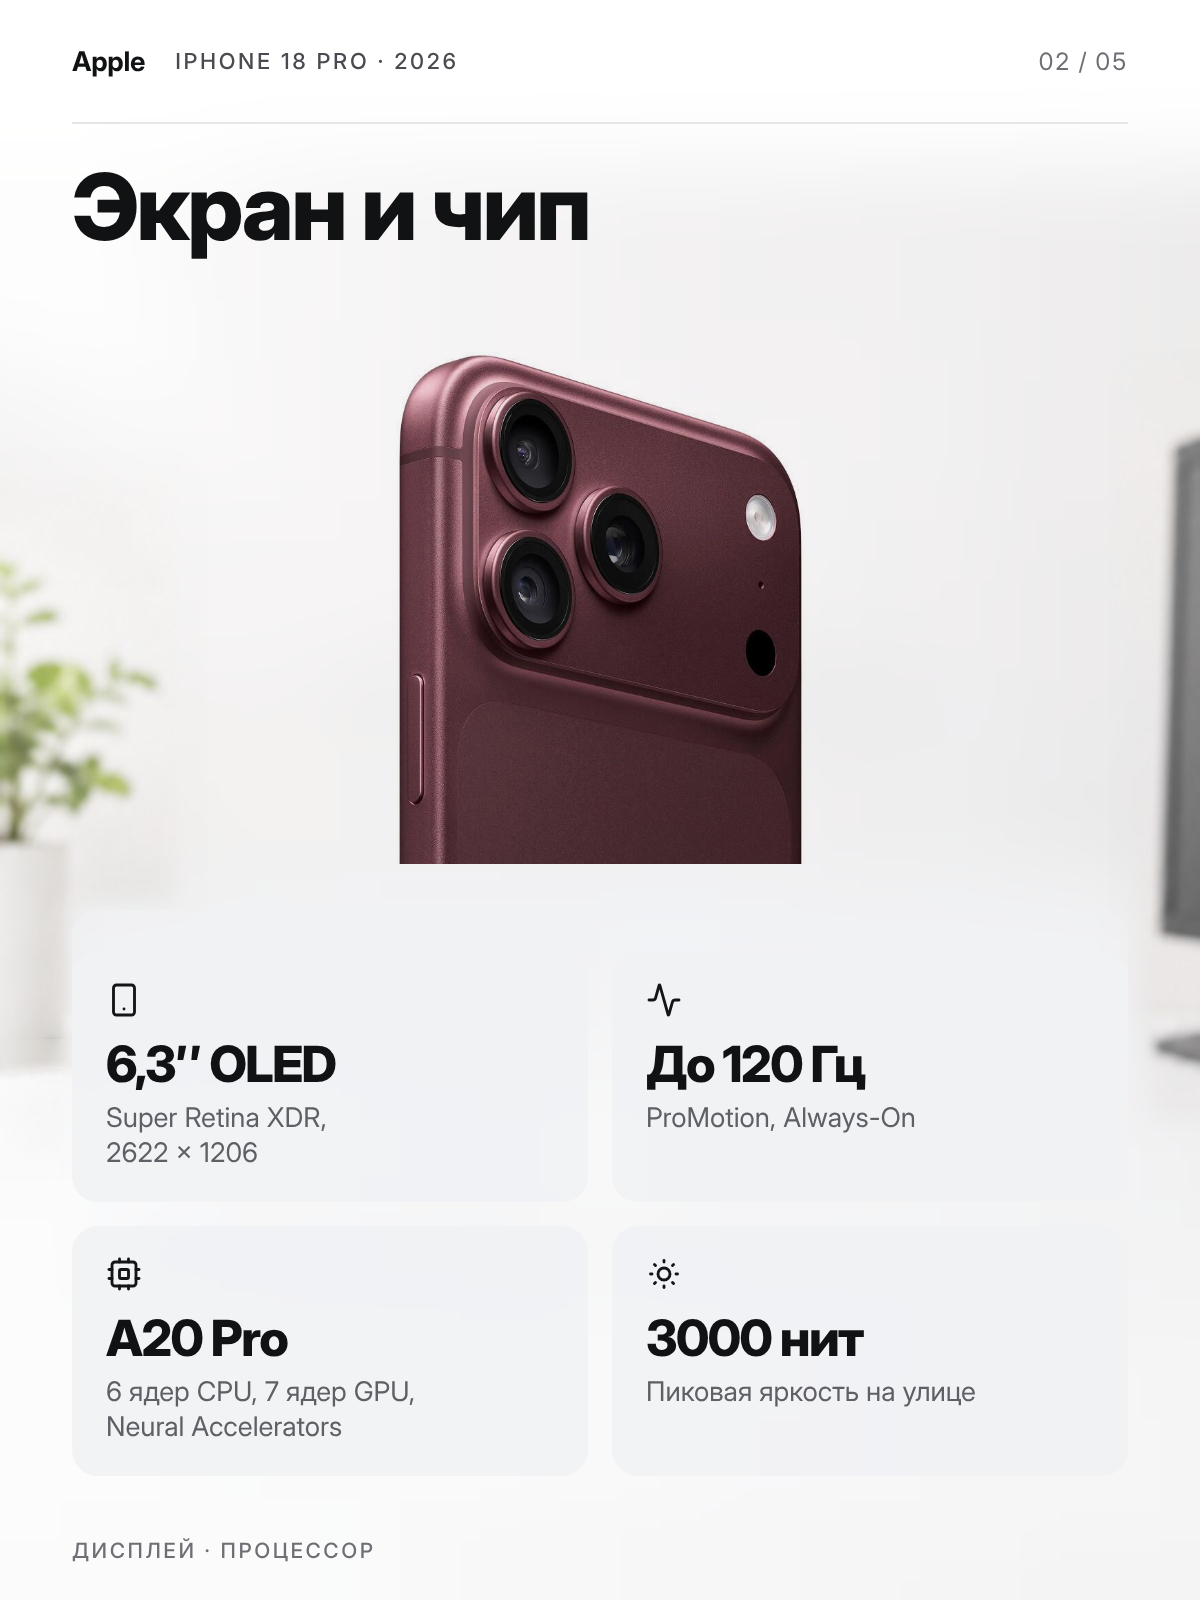 Apple IPHONE 18 PRO · 2026 02 / 05
Экран и чип
6,3″ OLED
Super Retina XDR,
2622 × 1206
До 120 Гц
ProMotion, Always-On
A20 Pro
6 ядер CPU, 7 ядер GPU,
Neural Accelerators
3000 нит
Пиковая яркость на улице
ДИСПЛЕЙ · ПРОЦЕССОР